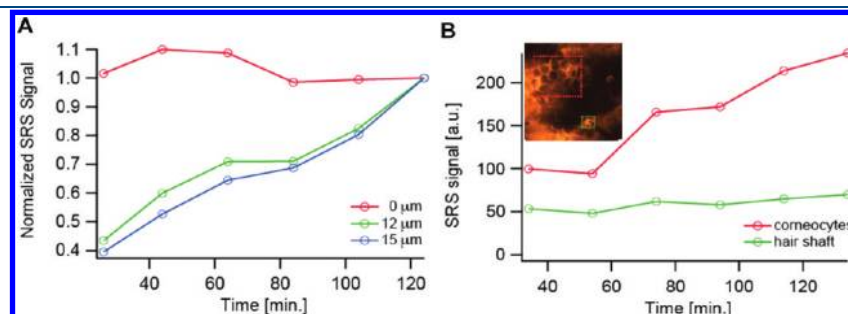 A
Normalized SRS Signal
1.1
1.0
0.9
0.8
0.7
0.6
0.5
0.4
0 μm
12 μm
15 μm
40 60 80 100 120
Time [min.]
B
SRS signal [a.u.]
200
150
100
50
0
corneocytes
hair shaft
40 60 80 100 120
Time [min.]